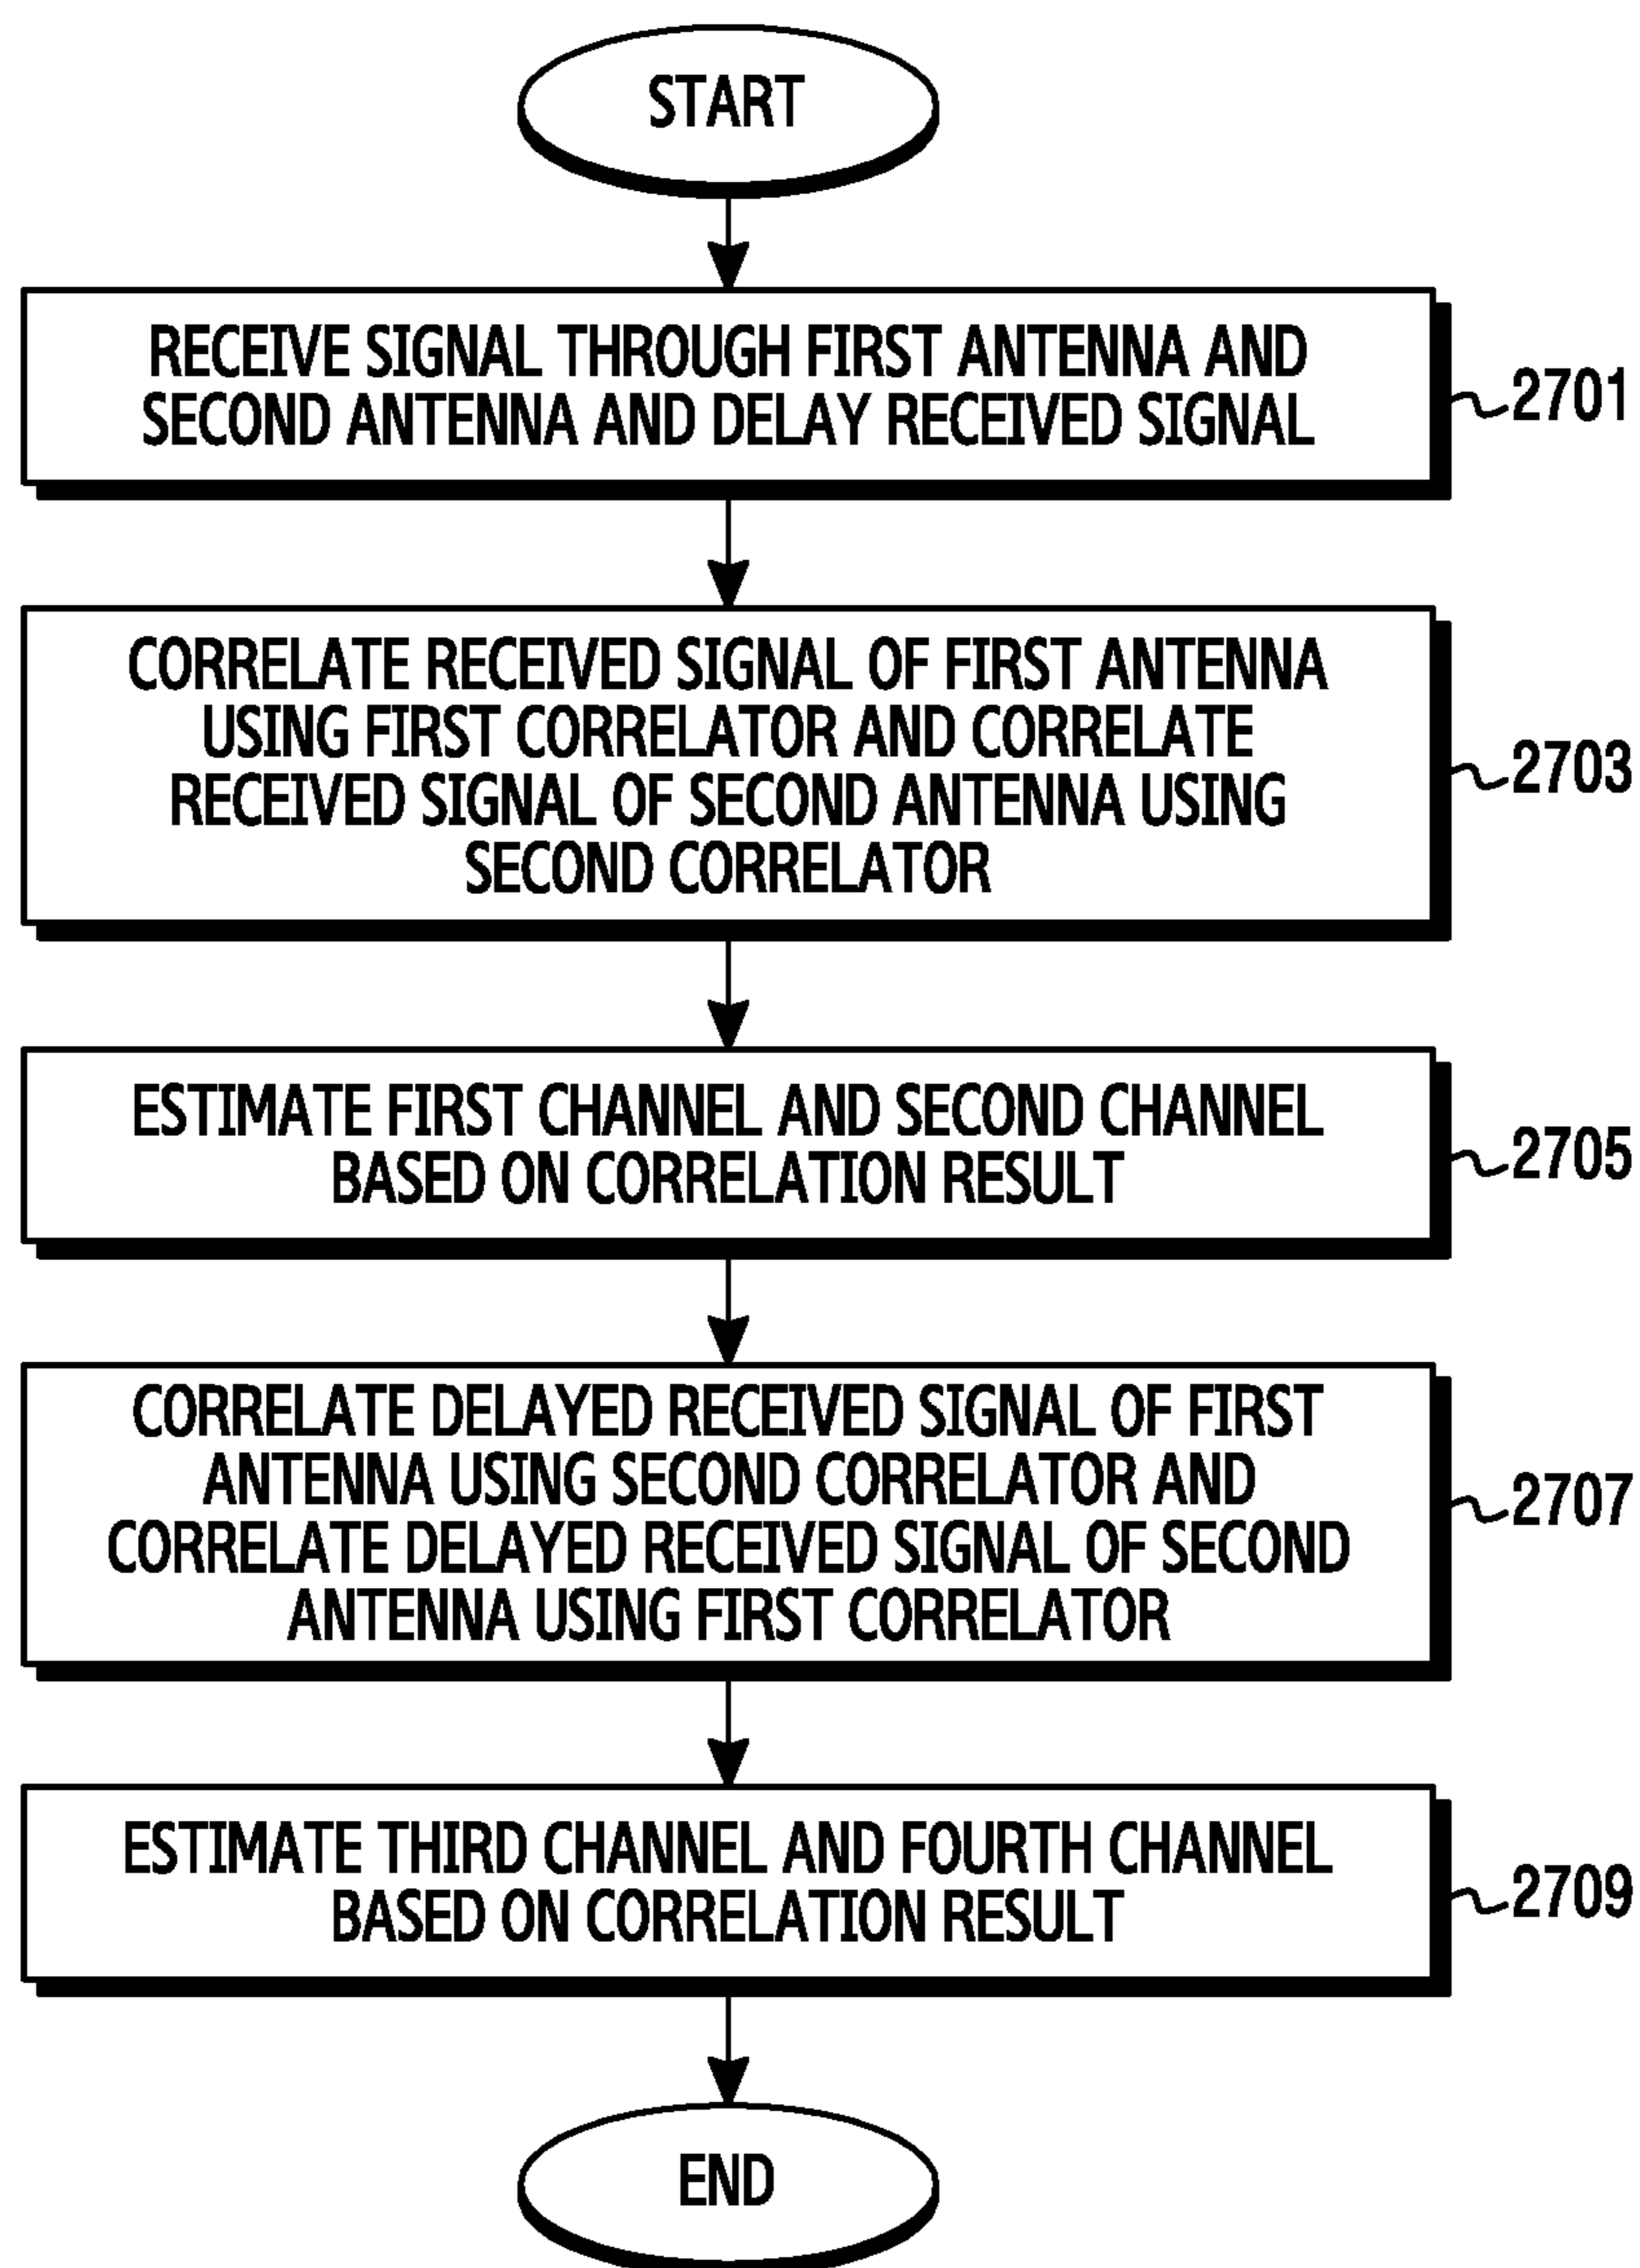 START
RECEIVE SIGNAL THROUGH FIRST ANTENNA AND
SECOND ANTENNA AND DELAY RECEIVED SIGNAL
2701
CORRELATE RECEIVED SIGNAL OF FIRST ANTENNA
USING FIRST CORRELATOR AND CORRELATE
RECEIVED SIGNAL OF SECOND ANTENNA USING
SECOND CORRELATOR
2703
ESTIMATE FIRST CHANNEL AND SECOND CHANNEL
BASED ON CORRELATION RESULT
2705
CORRELATE DELAYED RECEIVED SIGNAL OF FIRST
ANTENNA USING SECOND CORRELATOR AND
CORRELATE DELAYED RECEIVED SIGNAL OF SECOND
ANTENNA USING FIRST CORRELATOR
2707
ESTIMATE THIRD CHANNEL AND FOURTH CHANNEL
BASED ON CORRELATION RESULT
2709
END